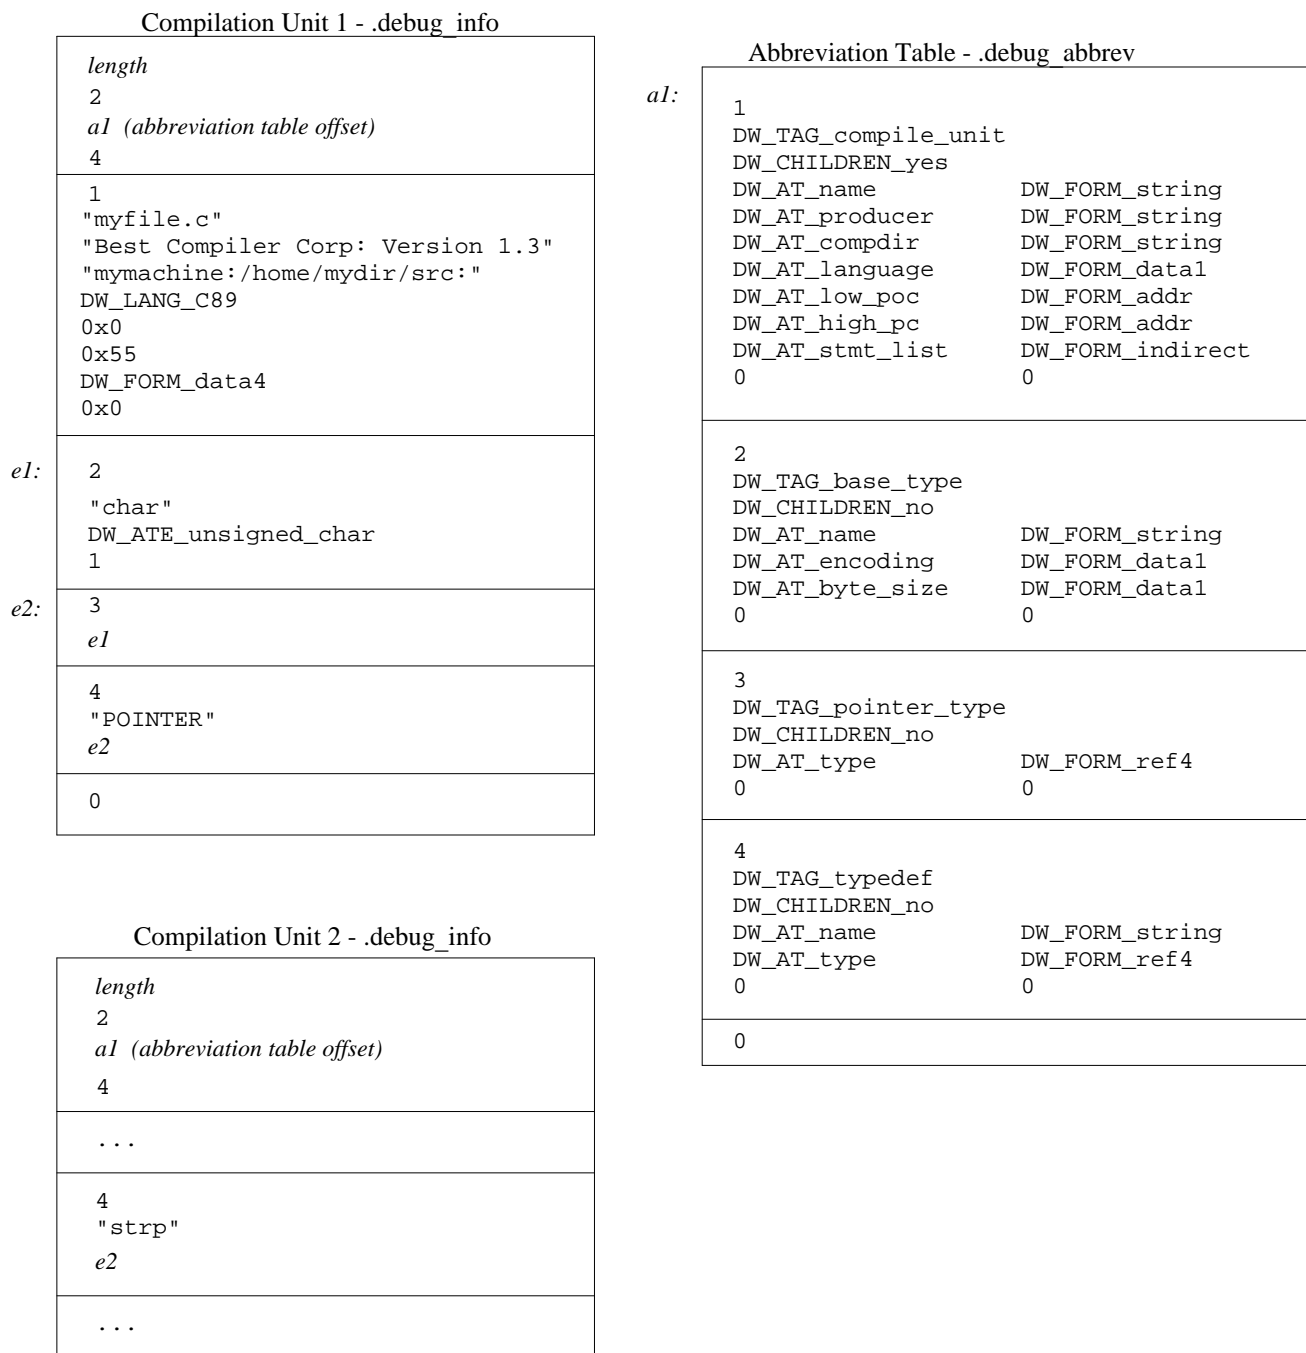 Compilation Unit 1 - .debug_info
length
2
a1 (abbreviation table offset)
4
1
"myfile.c"
"Best Compiler Corp: Version 1.3"
"mymachine:/home/mydir/src:"
DW_LANG_C89
0x0
0x55
DW_FORM_data4
0x0
e1:
2
"char"
DW_ATE_unsigned_char
1
e2:
3
e1
4
"POINTER"
e2
0
Compilation Unit 2 - .debug_info
length
2
a1 (abbreviation table offset)
4
...
4
"strp"
e2
...
Abbreviation Table - .debug_abbrev
a1:
1
DW_TAG_compile_unit
DW_CHILDREN_yes
DW_AT_name DW_FORM_string
DW_AT_producer DW_FORM_string
DW_AT_compdir DW_FORM_string
DW_AT_language DW_FORM_data1
DW_AT_low_poc DW_FORM_addr
DW_AT_high_pc DW_FORM_addr
DW_AT_stmt_list DW_FORM_indirect
0 0
2
DW_TAG_base_type
DW_CHILDREN_no
DW_AT_name DW_FORM_string
DW_AT_encoding DW_FORM_data1
DW_AT_byte_size DW_FORM_data1
0 0
3
DW_TAG_pointer_type
DW_CHILDREN_no
DW_AT_type DW_FORM_ref4
0 0
4
DW_TAG_typedef
DW_CHILDREN_no
DW_AT_name DW_FORM_string
DW_AT_type DW_FORM_ref4
0 0
0